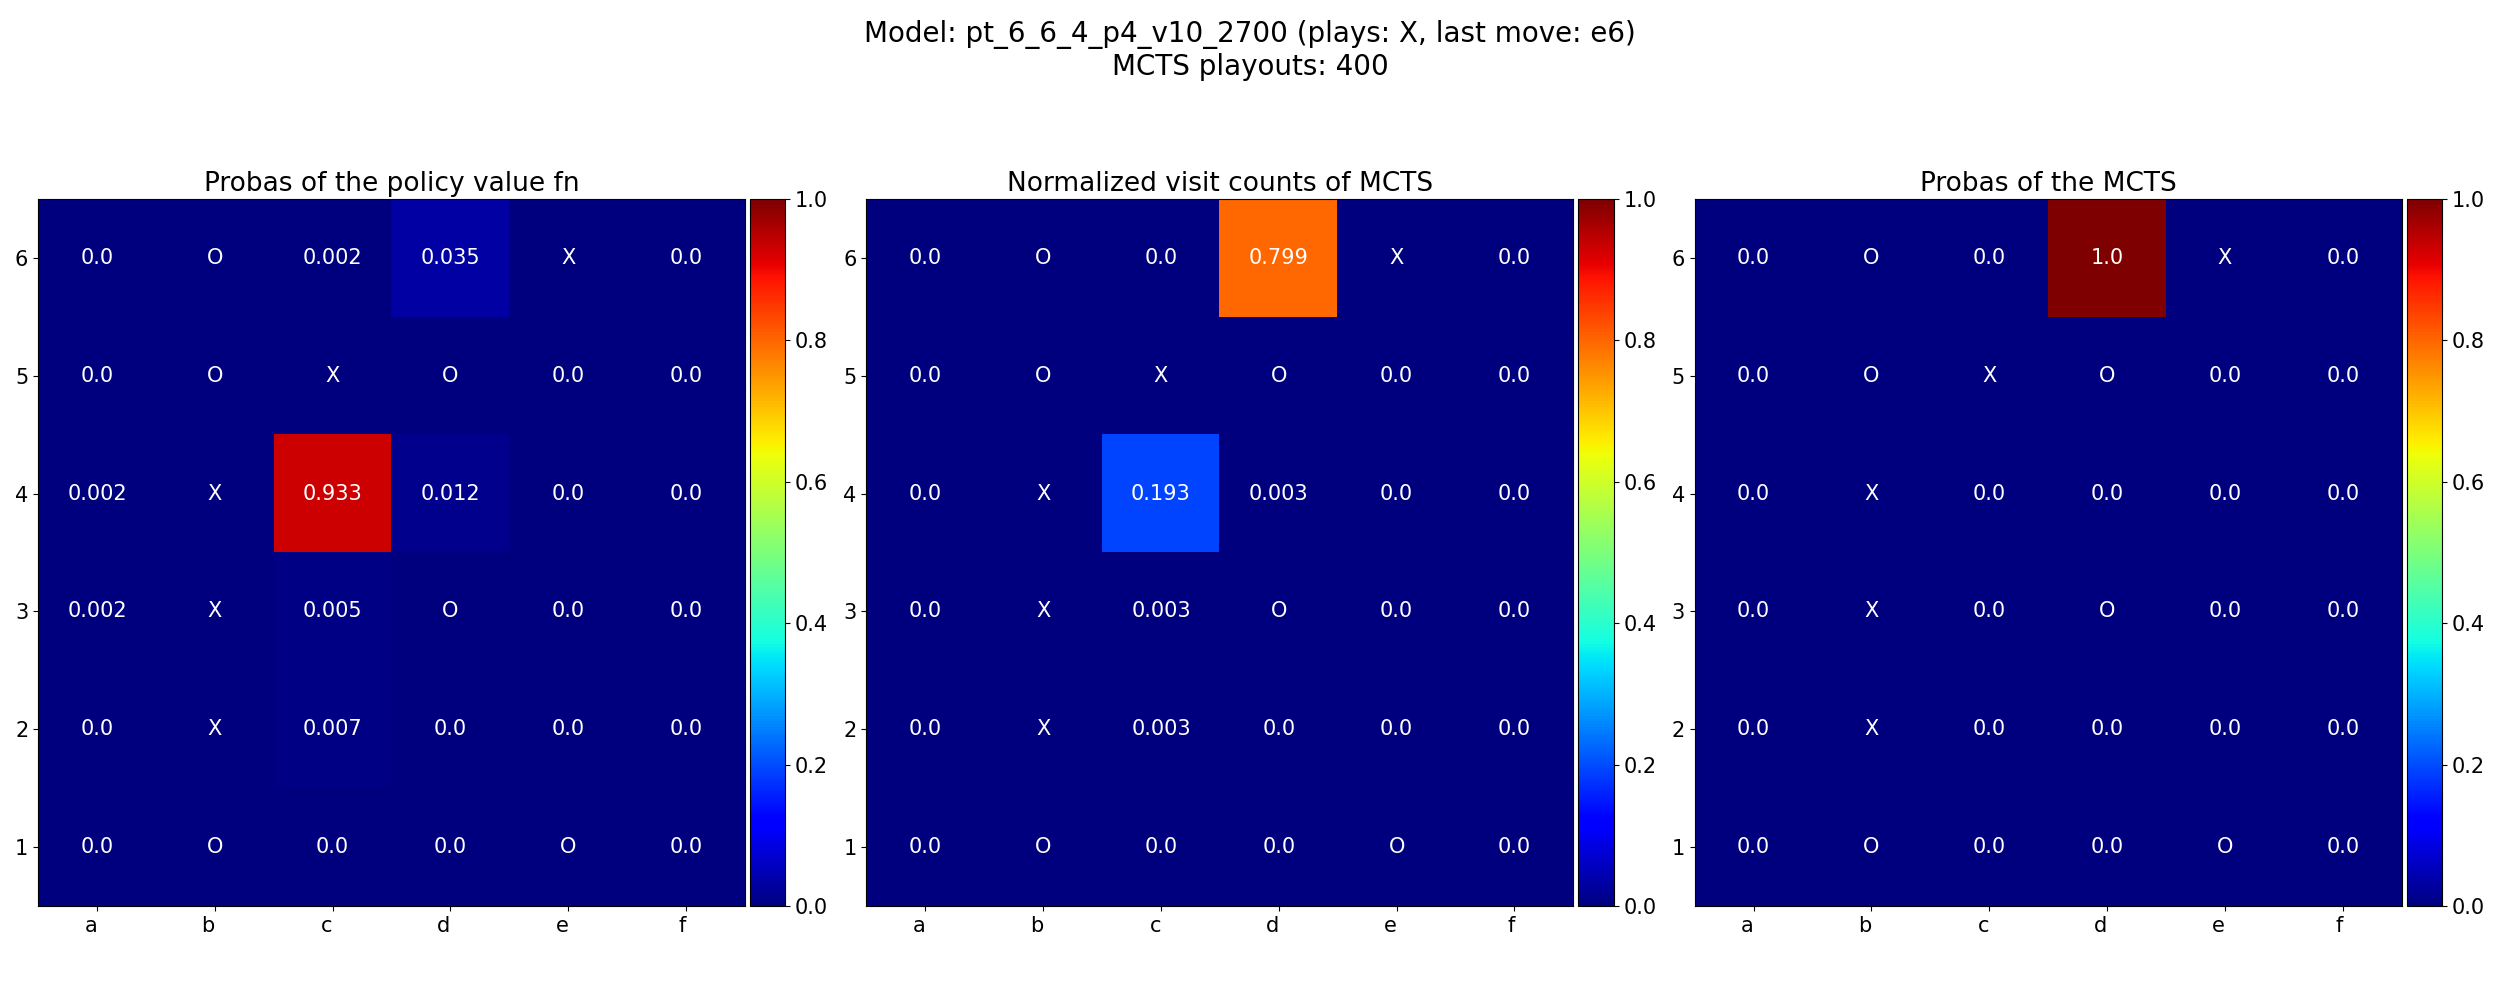 Model: pt_6_6_4_p4_v10_2700 (plays: X, last move: e6)
MCTS playouts: 400
Probas of the policy value fn
6 0.0 O 0.002 0.035 X 0.0
5 0.0 O X O 0.0 0.0
4 0.002 X 0.933 0.012 0.0 0.0
3 0.002 X 0.005 O 0.0 0.0
2 0.0 X 0.007 0.0 0.0 0.0
1 0.0 O 0.0 0.0 O 0.0
a b c d e f
1.0
0.8
0.6
0.4
0.2
0.0
Normalized visit counts of MCTS
6 0.0 O 0.0 0.799 X 0.0
5 0.0 O X O 0.0 0.0
4 0.0 X 0.193 0.003 0.0 0.0
3 0.0 X 0.003 O 0.0 0.0
2 0.0 X 0.003 0.0 0.0 0.0
1 0.0 O 0.0 0.0 O 0.0
a b c d e f
1.0
0.8
0.6
0.4
0.2
0.0
Probas of the MCTS
6 0.0 O 0.0 1.0 X 0.0
5 0.0 O X O 0.0 0.0
4 0.0 X 0.0 0.0 0.0 0.0
3 0.0 X 0.0 O 0.0 0.0
2 0.0 X 0.0 0.0 0.0 0.0
1 0.0 O 0.0 0.0 O 0.0
a b c d e f
1.0
0.8
0.6
0.4
0.2
0.0